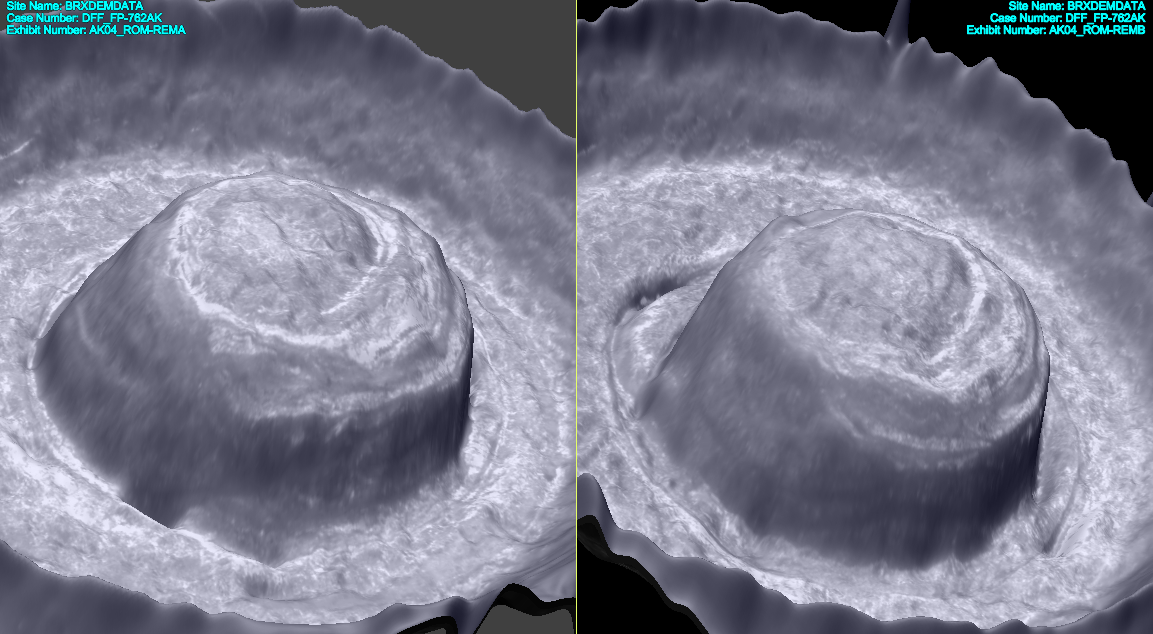 Site Name: BRXDEMDATA
Case Number: DFF_FP-762AK
Exhibit Number: AK04_ROM-REMA
Site Name: BRXDEMDATA
Case Number: DFF_FP-762AK
Exhibit Number: AK04_ROM-REMB